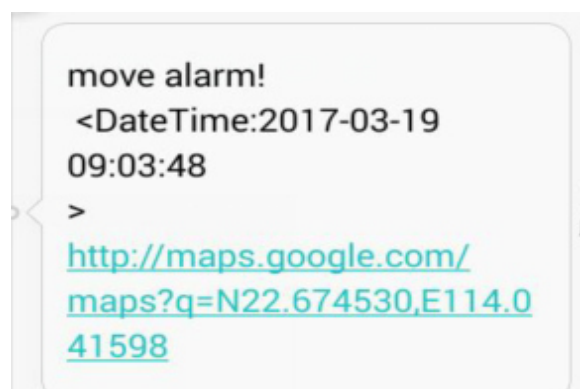 move alarm!
<DateTime:2017-03-19
09:03:48
>
http://maps.google.com/
maps?q=N22.674530,E114.0
41598